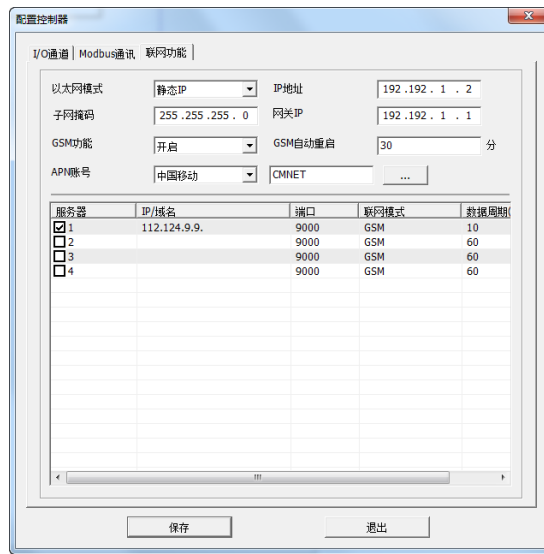 配置控制器
I/O通道 Modbus通讯 联网功能
以太网模式 静态IP IP地址 192 .192 . 1 . 2
子网掩码 255 .255 .255 . 0 网关IP 192 .192 . 1 . 1
GSM功能 开启 GSM自动重启 30 分
APN账号 中国移动 CMNET ...
服务器 IP/域名 端口 联网模式 数据周期(
1 112.124.9.9. 9000 GSM 10
2 9000 GSM 60
3 9000 GSM 60
4 9000 GSM 60
保存 退出